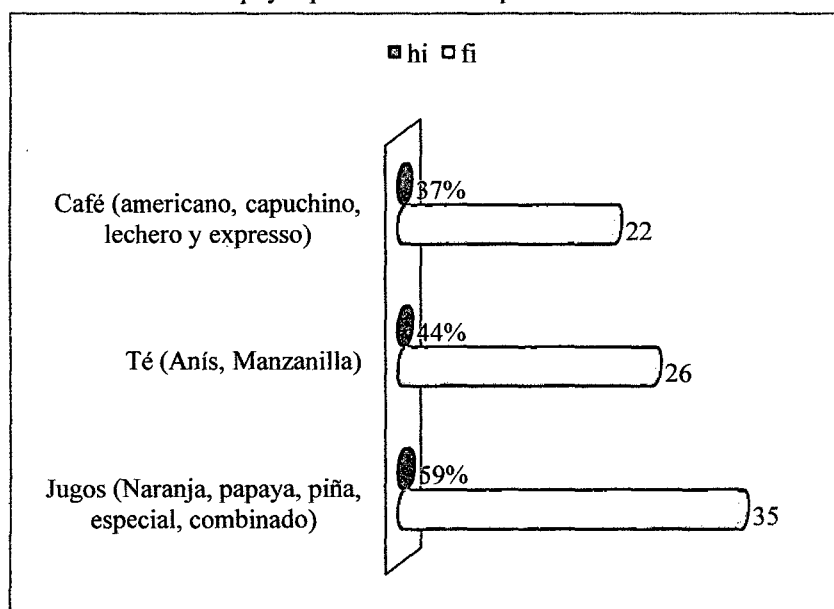 hi fi
Café (americano, capuchino,
lechero y expresso)
37%
22
Té (Anís, Manzanilla)
44%
26
Jugos (Naranja, papaya, piña,
especial, combinado)
59%
35